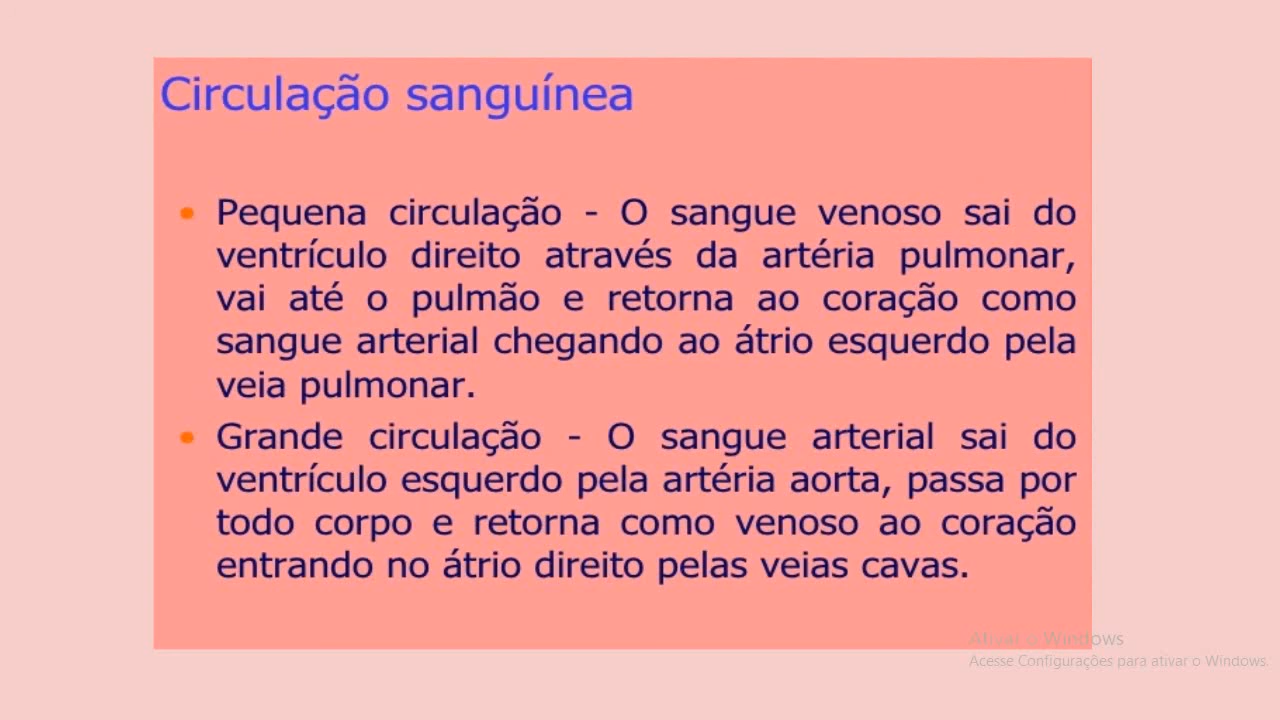 Circulação sanguínea
• Pequena circulação - O sangue venoso sai do
ventrículo direito através da artéria pulmonar,
vai até o pulmão e retorna ao coração como
sangue arterial chegando ao átrio esquerdo pela
veia pulmonar.
• Grande circulação - O sangue arterial sai do
ventrículo esquerdo pela artéria aorta, passa por
todo corpo e retorna como venoso ao coração
entrando no átrio direito pelas veias cavas.
Ativar o Windows
Acesse Configurações para ativar o Windows.